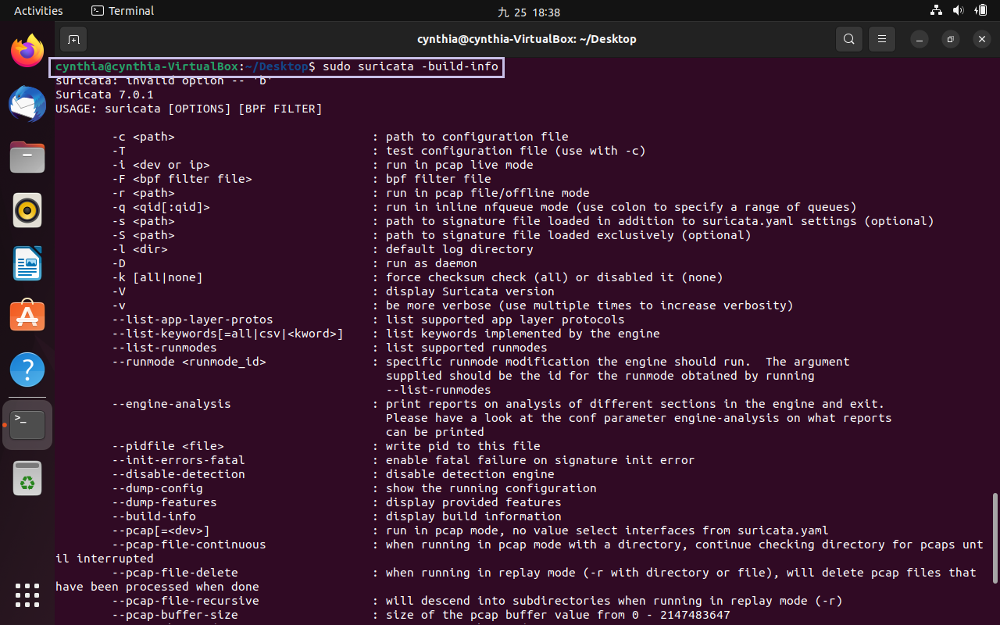 Activities
Terminal
九 25 18:38
cynthia@cynthia-VirtualBox: ~/Desktop
cynthia@cynthia-VirtualBox:~/Desktop$ sudo suricata -build-info
suricata: invalid option -- 'b'
Suricata 7.0.1
USAGE: suricata [OPTIONS] [BPF FILTER]
-c <path> : path to configuration file
-T : test configuration file (use with -c)
-i <dev or ip> : run in pcap live mode
-F <bpf filter file> : bpf filter file
-r <path> : run in pcap file/offline mode
-q <qid[:qid]> : run in inline nfqueue mode (use colon to specify a range of queues)
-s <path> : path to signature file loaded in addition to suricata.yaml settings (optional)
-S <path> : path to signature file loaded exclusively (optional)
-l <dir> : default log directory
-D : run as daemon
-k [all|none] : force checksum check (all) or disabled it (none)
-V : display Suricata version
-v : be more verbose (use multiple times to increase verbosity)
--list-app-layer-protos : list supported app layer protocols
--list-keywords[=all|csv|<kword>] : list keywords implemented by the engine
--list-runmodes : list supported runmodes
--runmode <runmode_id> : specific runmode modification the engine should run.  The argument
supplied should be the id for the runmode obtained by running
--list-runmodes
--engine-analysis : print reports on analysis of different sections in the engine and exit.
Please have a look at the conf parameter engine-analysis on what reports
can be printed
--pidfile <file> : write pid to this file
--init-errors-fatal : enable fatal failure on signature init error
--disable-detection : disable detection engine
--dump-config : show the running configuration
--dump-features : display provided features
--build-info : display build information
--pcap[=<dev>] : run in pcap mode, no value select interfaces from suricata.yaml
--pcap-file-continuous : when running in pcap mode with a directory, continue checking directory for pcaps unt
il interrupted
--pcap-file-delete : when running in replay mode (-r with directory or file), will delete pcap files that
have been processed when done
--pcap-file-recursive : will descend into subdirectories when running in replay mode (-r)
--pcap-buffer-size : size of the pcap buffer value from 0 - 2147483647